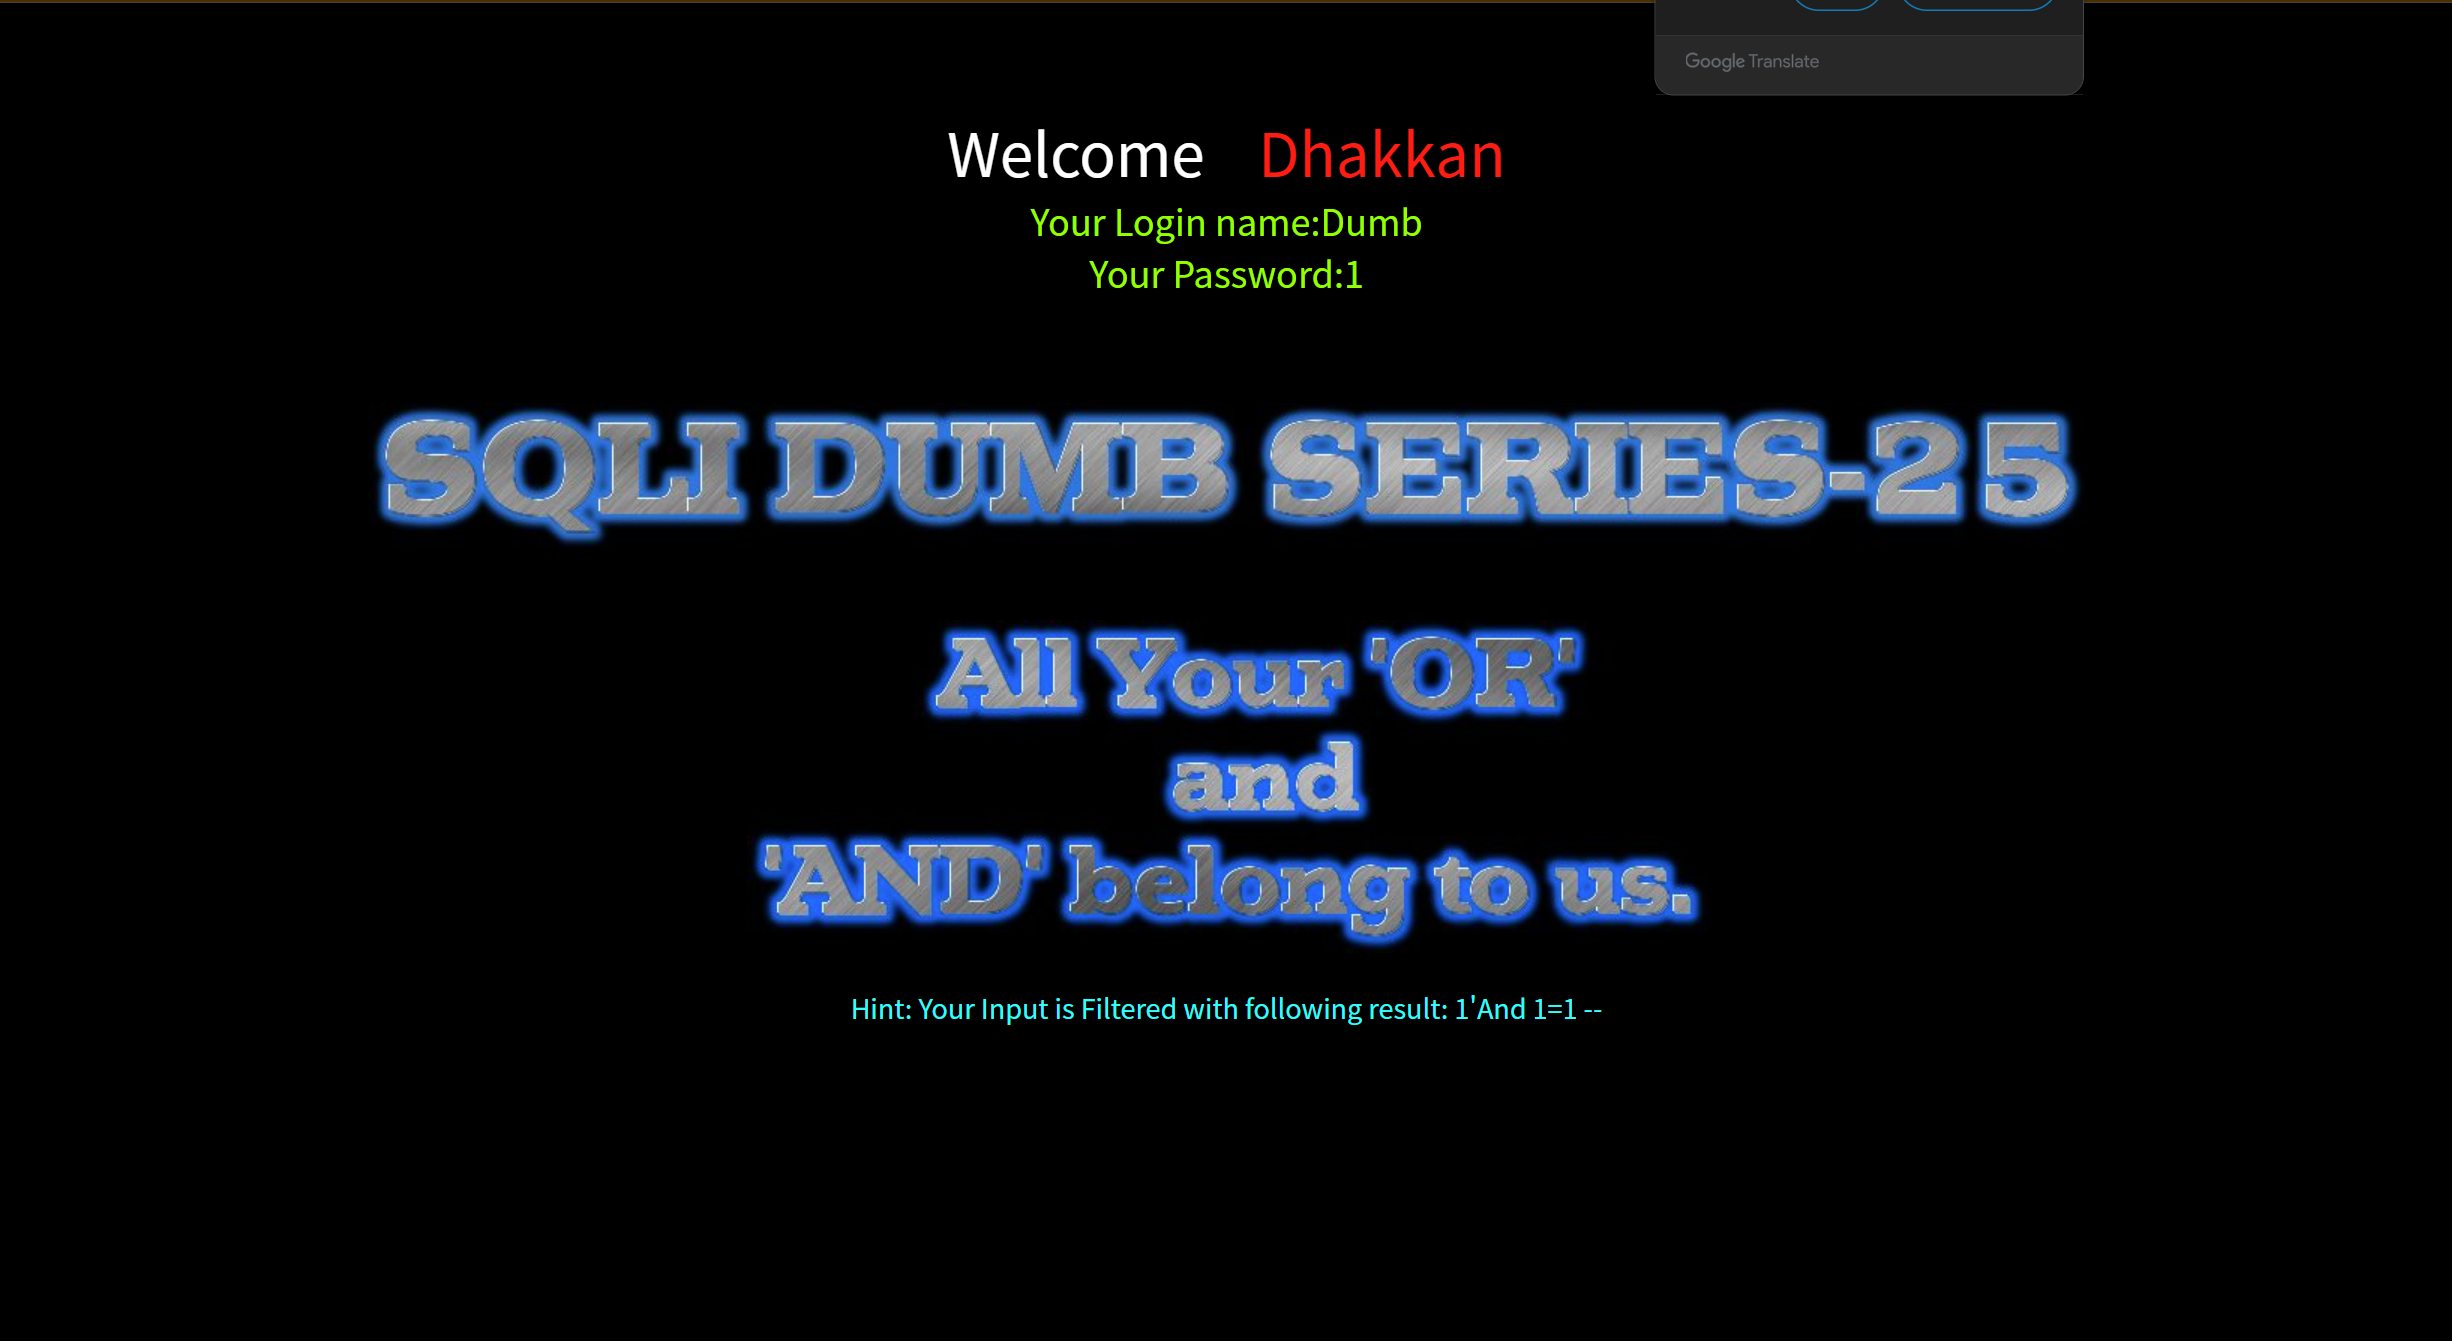 Google Translate
Welcome Dhakkan
Your Login name:Dumb
Your Password:1
SQLI DUMB SERIES-25
All Your 'OR'
and
'AND' belong to us.
Hint: Your Input is Filtered with following result: 1'And 1=1 --